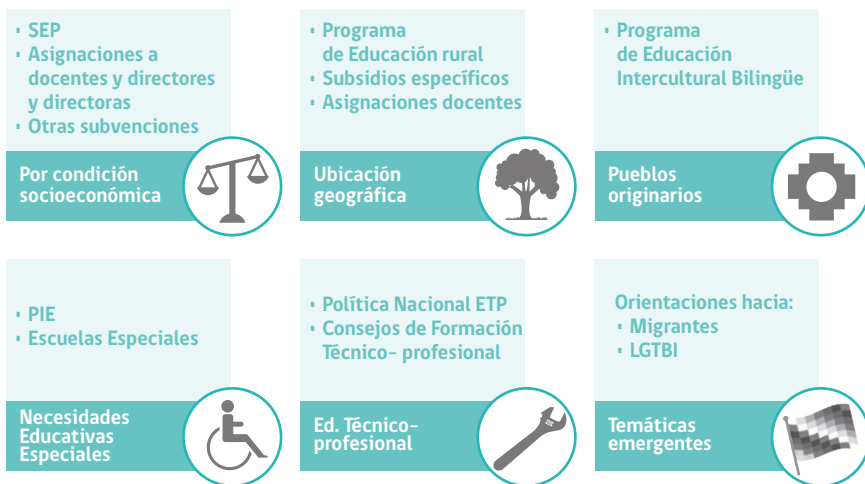 · SEP
· Asignaciones a
docentes y directores
y directoras
· Otras subvenciones
Por condición
socioeconómica
· Programa
de Educación rural
· Subsidios específicos
· Asignaciones docentes
Ubicación
geográfica
· Programa
de Educación
Intercultural Bilingüe
Pueblos
originarios
· PIE
· Escuelas Especiales
Necesidades
Educativas
Especiales
· Política Nacional ETP
· Consejos de Formación
Técnico- profesional
Ed. Técnico-
profesional
Orientaciones hacia:
· Migrantes
· LGTBI
Temáticas
emergentes